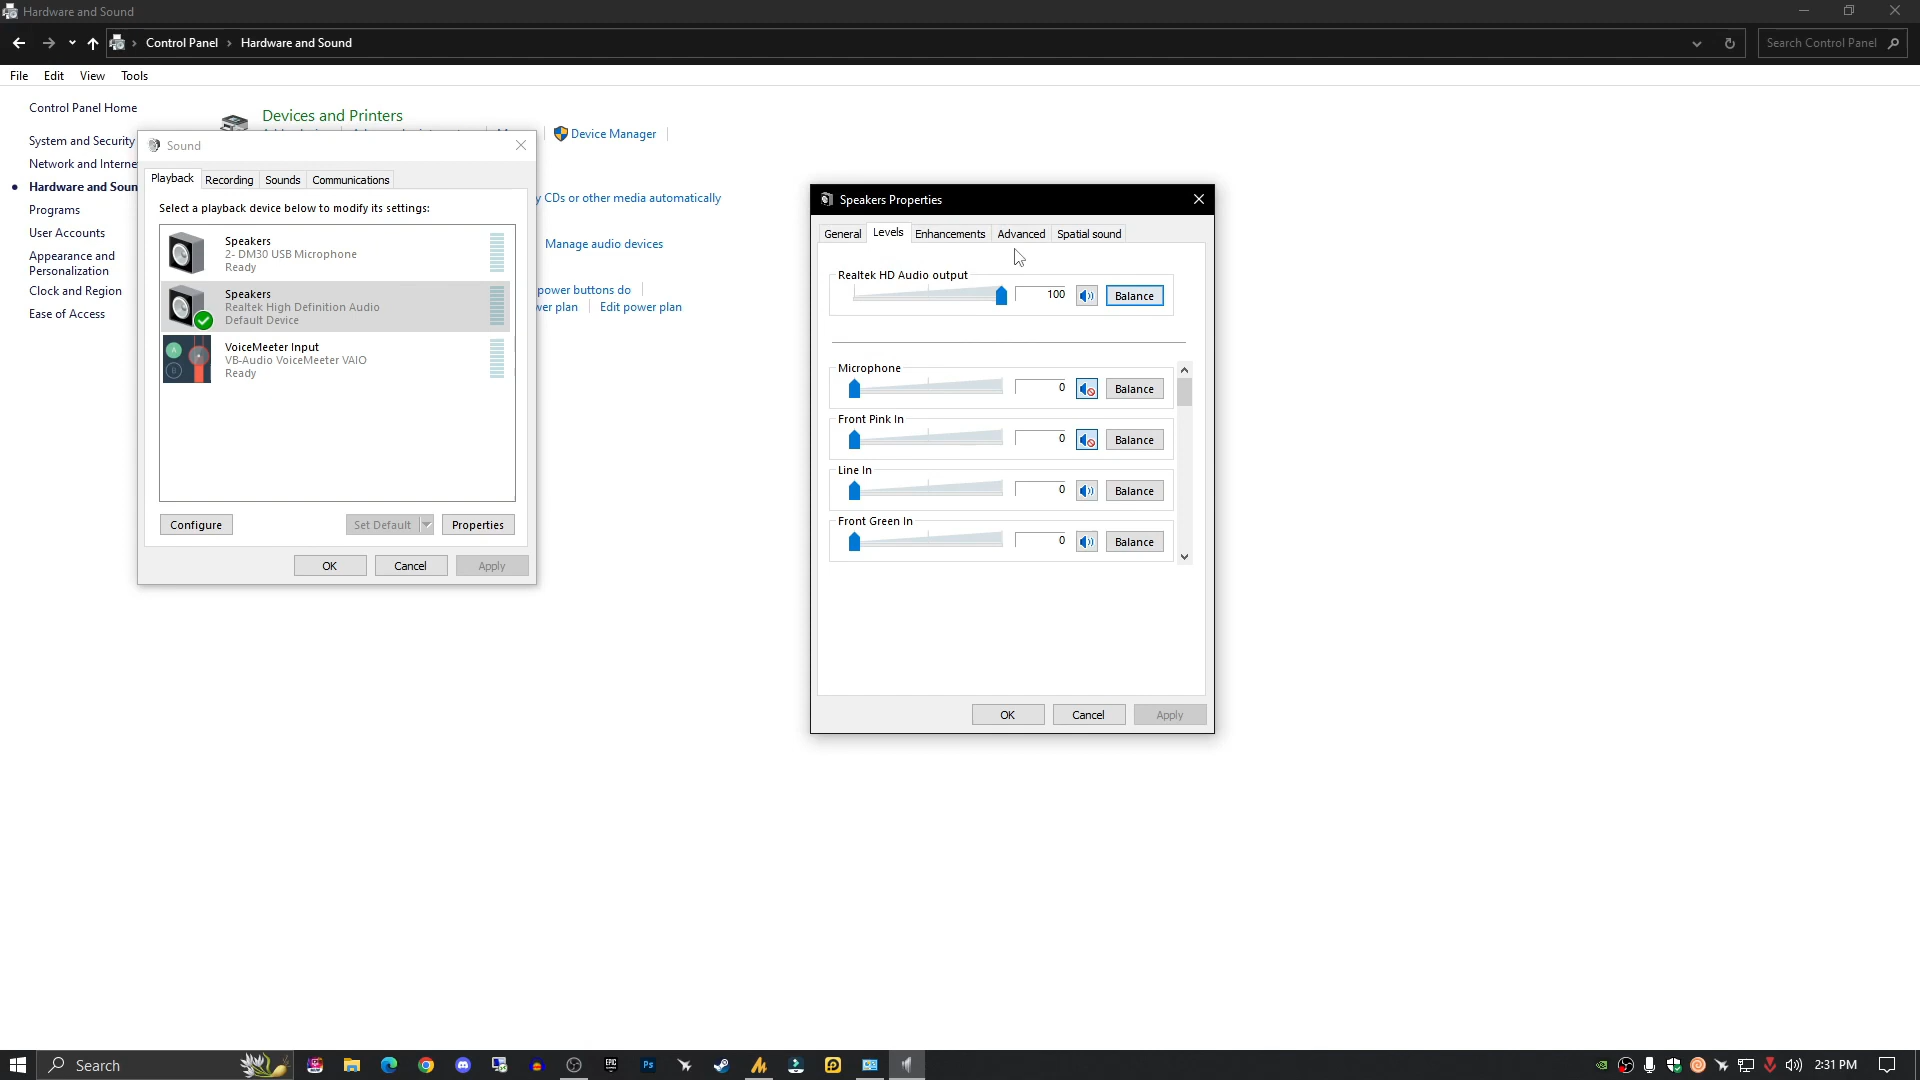 Hardware and Sound
Control Panel
Hardware and Sound
Search Control Panel
File
Edit
View
Tools
Control Panel Home
System and Security
Network and Interne
Hardware and Soun
Programs
User Accounts
Appearance and
Personalization
Clock and Region
Ease of Access
Devices and Printers
Device Manager
y CDs or other media automatically
Manage audio devices
power buttons do
ver plan
Edit power plan
Sound
Playback
Recording
Sounds
Communications
Select a playback device below to modify its settings:
Speakers
2- DM30 USB Microphone
Ready
Speakers
Realtek High Definition Audio
Default Device
VoiceMeeter Input
VB-Audio VoiceMeeter VAIO
Ready
Configure
Set Default
Properties
OK
Cancel
Apply
Speakers Properties
General
Levels
Enhancements
Advanced
Spatial sound
Realtek HD Audio output
100
Balance
Microphone
0
Balance
Front Pink In
0
Balance
Line In
0
Balance
Front Green In
0
Balance
OK
Cancel
Apply
Search
EPIC
Ps
2:31 PM